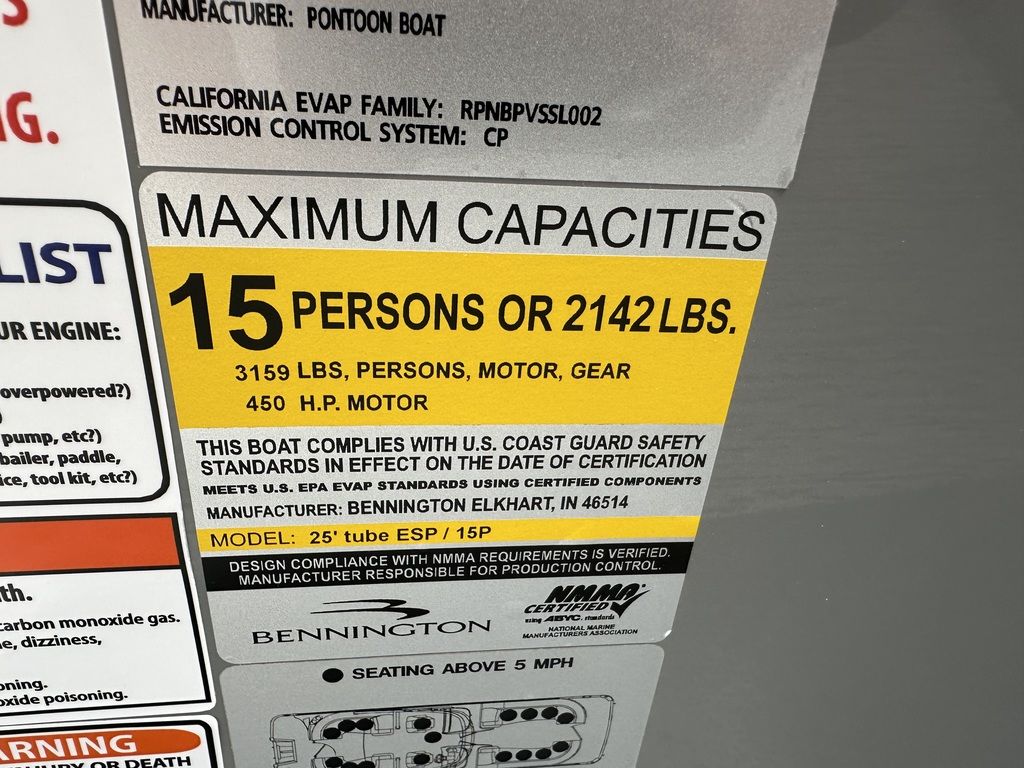 MANUFACTURER: PONTOON BOAT
CALIFORNIA EVAP FAMILY: RPNBPVSSL002
EMISSION CONTROL SYSTEM: CP
MAXIMUM CAPACITIES
15 PERSONS OR 2142 LBS.
3159 LBS, PERSONS, MOTOR, GEAR
450 H.P. MOTOR
THIS BOAT COMPLIES WITH U.S. COAST GUARD SAFETY
STANDARDS IN EFFECT ON THE DATE OF CERTIFICATION
MEETS U.S. EPA EVAP STANDARDS USING CERTIFIED COMPONENTS
MANUFACTURER: BENNINGTON ELKHART, IN 46514
MODEL: 25' tube ESP / 15P
DESIGN COMPLIANCE WITH NMMA REQUIREMENTS IS VERIFIED.
MANUFACTURER RESPONSIBLE FOR PRODUCTION CONTROL.
BENNINGTON
NMMA
CERTIFIED
using ABYC standards
NATIONAL MARINE
MANUFACTURERS ASSOCIATION
SEATING ABOVE 5 MPH
S
G.
LIST
UR ENGINE:
overpowered?)
)
pump, etc?)
bailer, paddle,
ice, tool kit, etc?)
th.
carbon monoxide gas.
e, dizziness,
oning.
oxide poisoning.
ARNING
NJURY OR DEATH